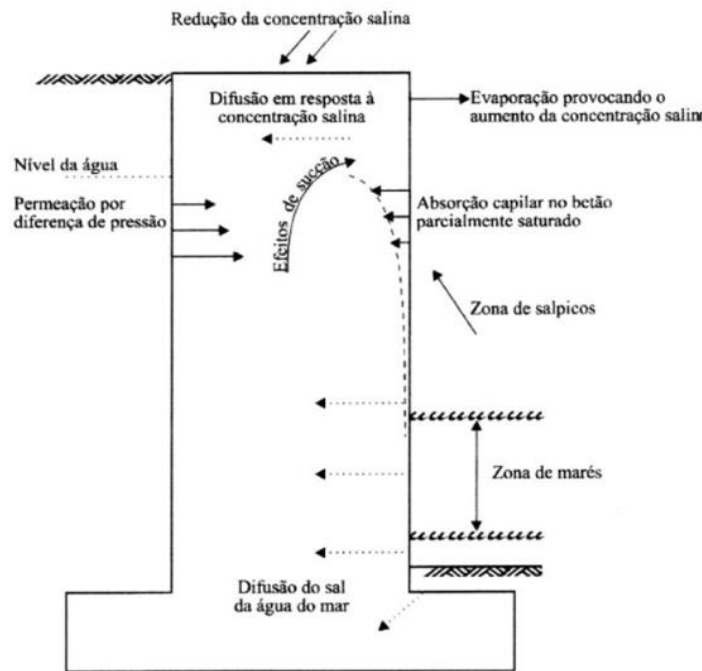 Redução da concentração salina
Difusão em resposta à
concentração salina
Evaporação provocando o
aumento da concentração salin
Nível da água
Permeação por
diferença de pressão
Efeitos de sucção
Absorção capilar no betão
parcialmente saturado
Zona de salpicos
Zona de marés
Difusão do sal
da água do mar